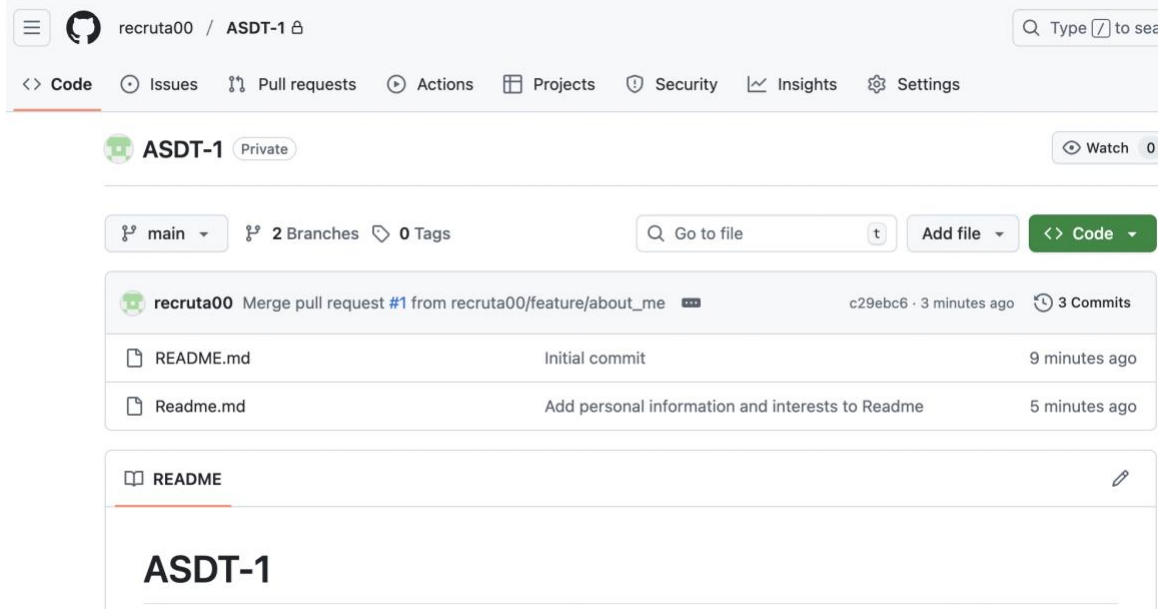 recruta00 / ASDT-1
Type / to sea
Code Issues Pull requests Actions Projects Security Insights Settings
ASDT-1 Private
Watch 0
main 2 Branches 0 Tags Go to file t Add file Code
recruta00 Merge pull request #1 from recruta00/feature/about_me c29ebc6 · 3 minutes ago 3 Commits
README.md Initial commit 9 minutes ago
Readme.md Add personal information and interests to Readme 5 minutes ago
README
ASDT-1